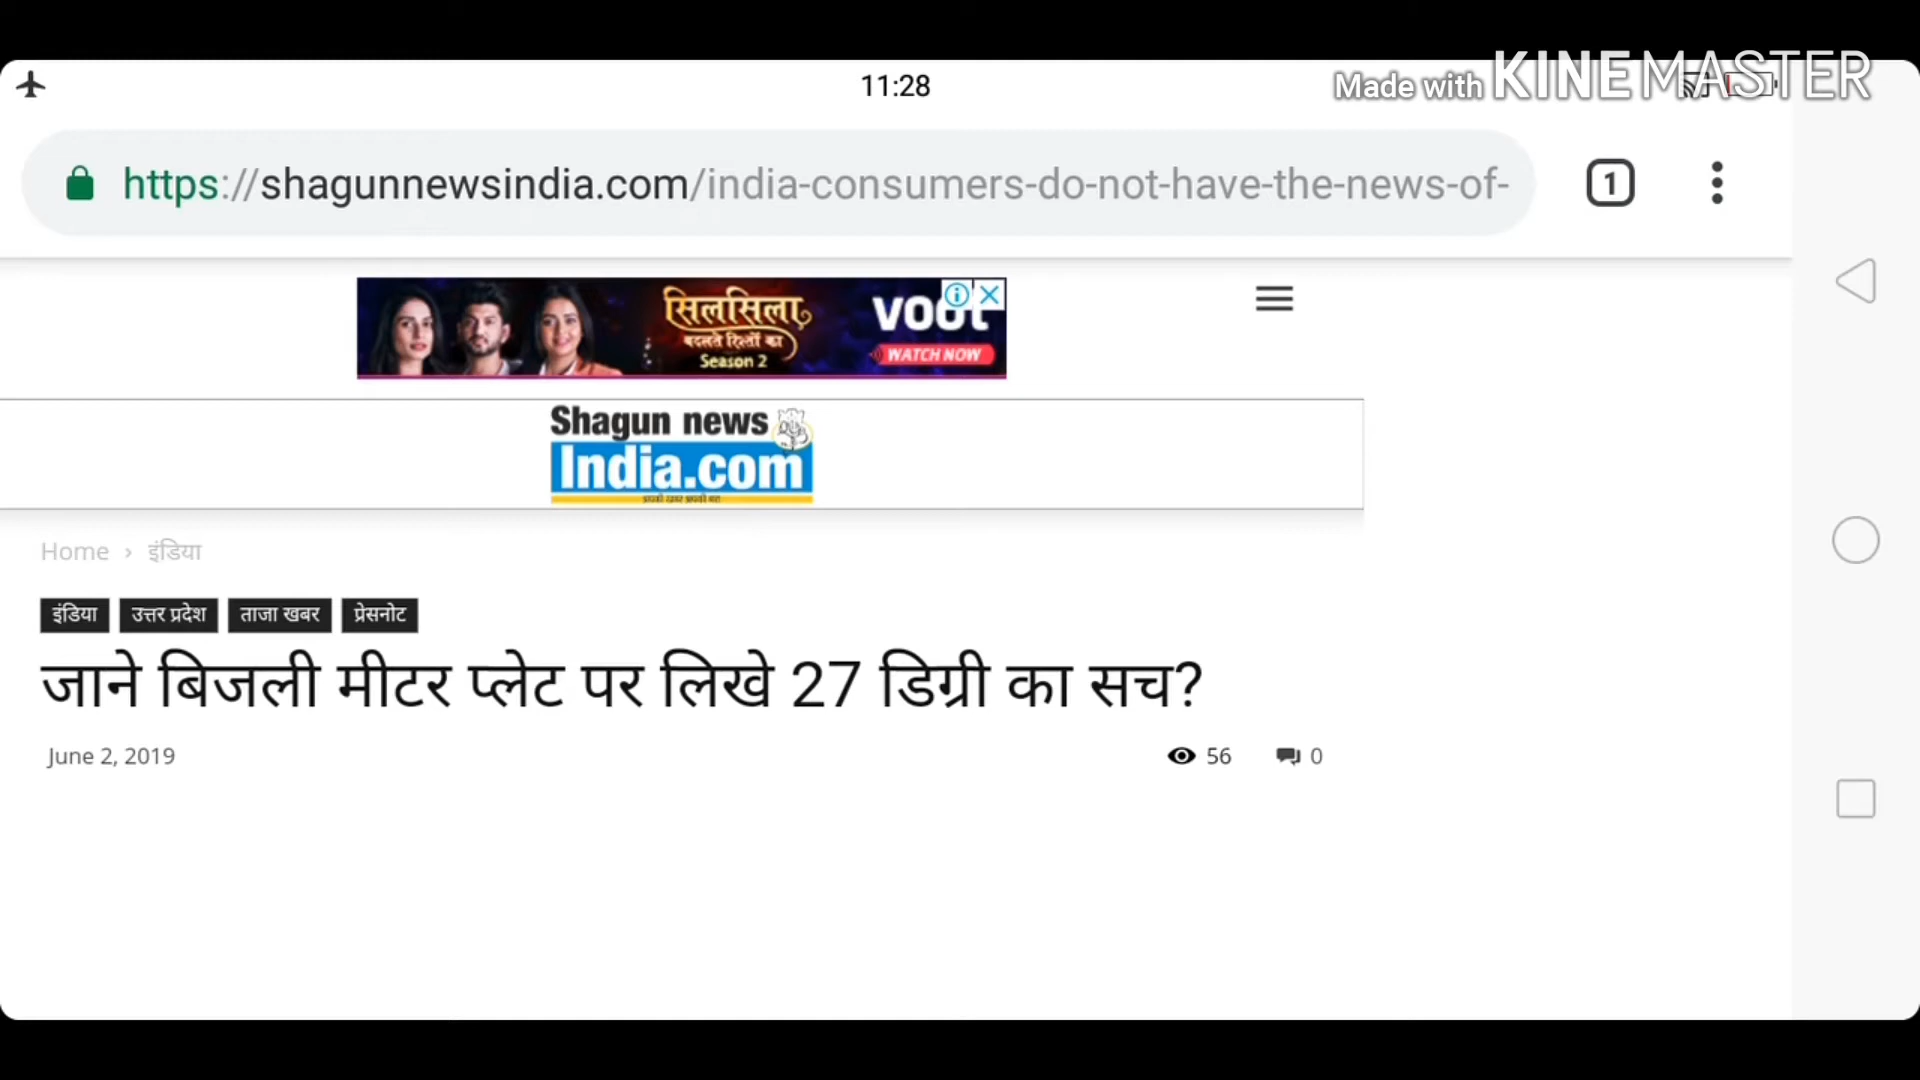 11:28
Made with KINEMASTER
https://shagunnewsindia.com/india-consumers-do-not-have-the-news-of-
1
सिलसिला
बदलते रिश्तों का
Season 2
VOOT
WATCH NOW
Shagun news
India.com
Home › इंडिया
इंडिया उत्तर प्रदेश ताजा खबर प्रेसनोट
जाने बिजली मीटर प्लेट पर लिखे 27 डिग्री का सच?
June 2, 2019 56 0